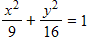 x²/9 + y²/16 = 1